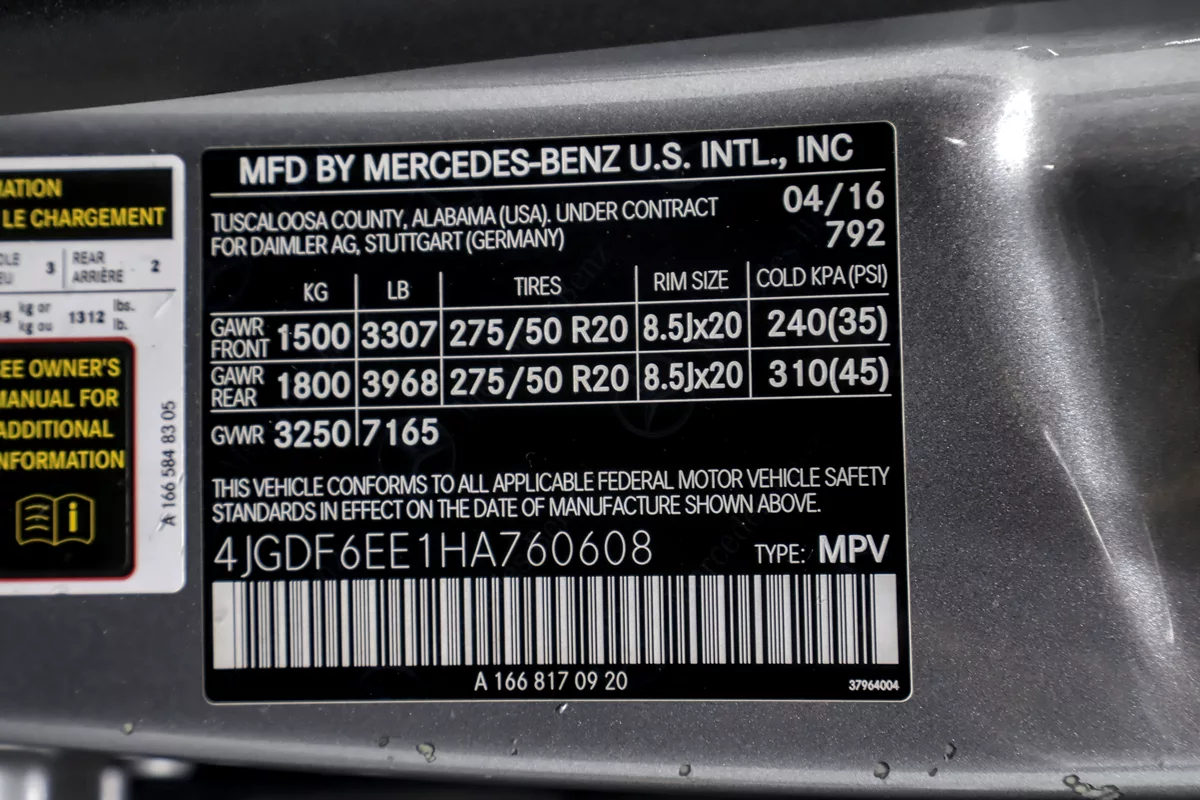 MATION
LE CHARGEMENT
3 REAR ARRIÈRE 2
kg or lbs.
kg ou 1312 lb.
OWNER'S
MANUAL FOR
ADDITIONAL
INFORMATION
i
A 166 584 83 05
MFD BY MERCEDES-BENZ U.S. INTL., INC
TUSCALOOSA COUNTY, ALABAMA (USA). UNDER CONTRACT 04/16
FOR DAIMLER AG, STUTTGART (GERMANY) 792
KG LB TIRES RIM SIZE COLD KPA (PSI)
GAWR FRONT 1500 3307 275/50 R20 8.5Jx20 240(35)
GAWR REAR 1800 3968 275/50 R20 8.5Jx20 310(45)
GVWR 3250 7165
THIS VEHICLE CONFORMS TO ALL APPLICABLE FEDERAL MOTOR VEHICLE SAFETY
STANDARDS IN EFFECT ON THE DATE OF MANUFACTURE SHOWN ABOVE.
4JGDF6EE1HA760608 TYPE: MPV
A 166 817 09 20
37964004